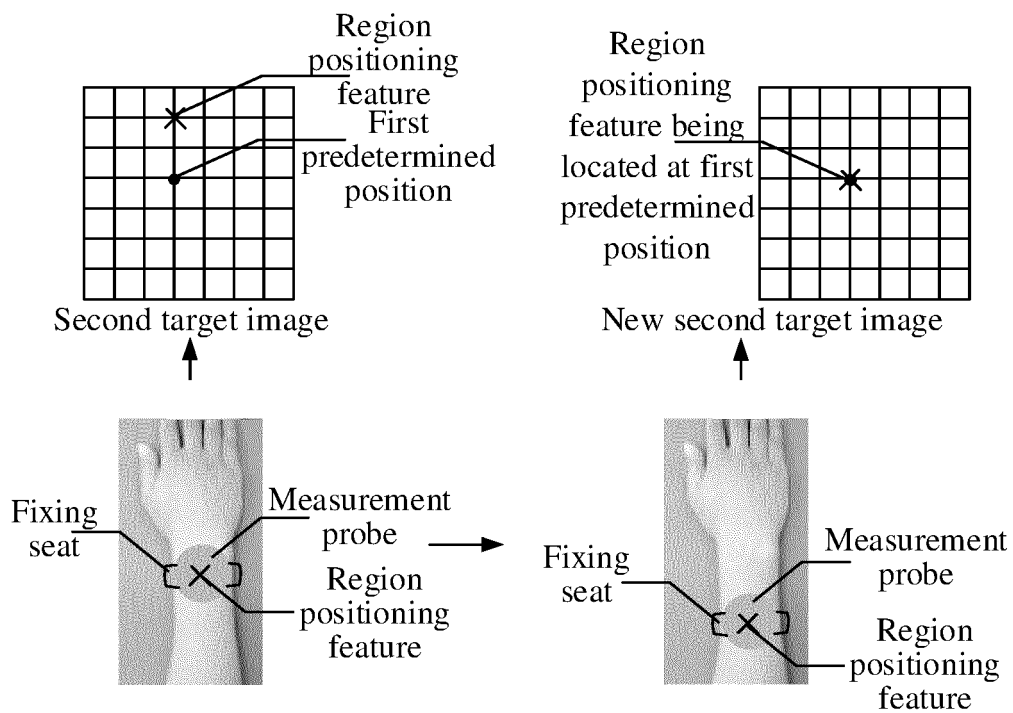 Region
positioning
feature
First
predetermined
position
Second target image
Region
positioning
feature being
located at first
predetermined
position
New second target image
Fixing
seat
Measurement
probe
Region
positioning
feature
Fixing
seat
Measurement
probe
Region
positioning
feature